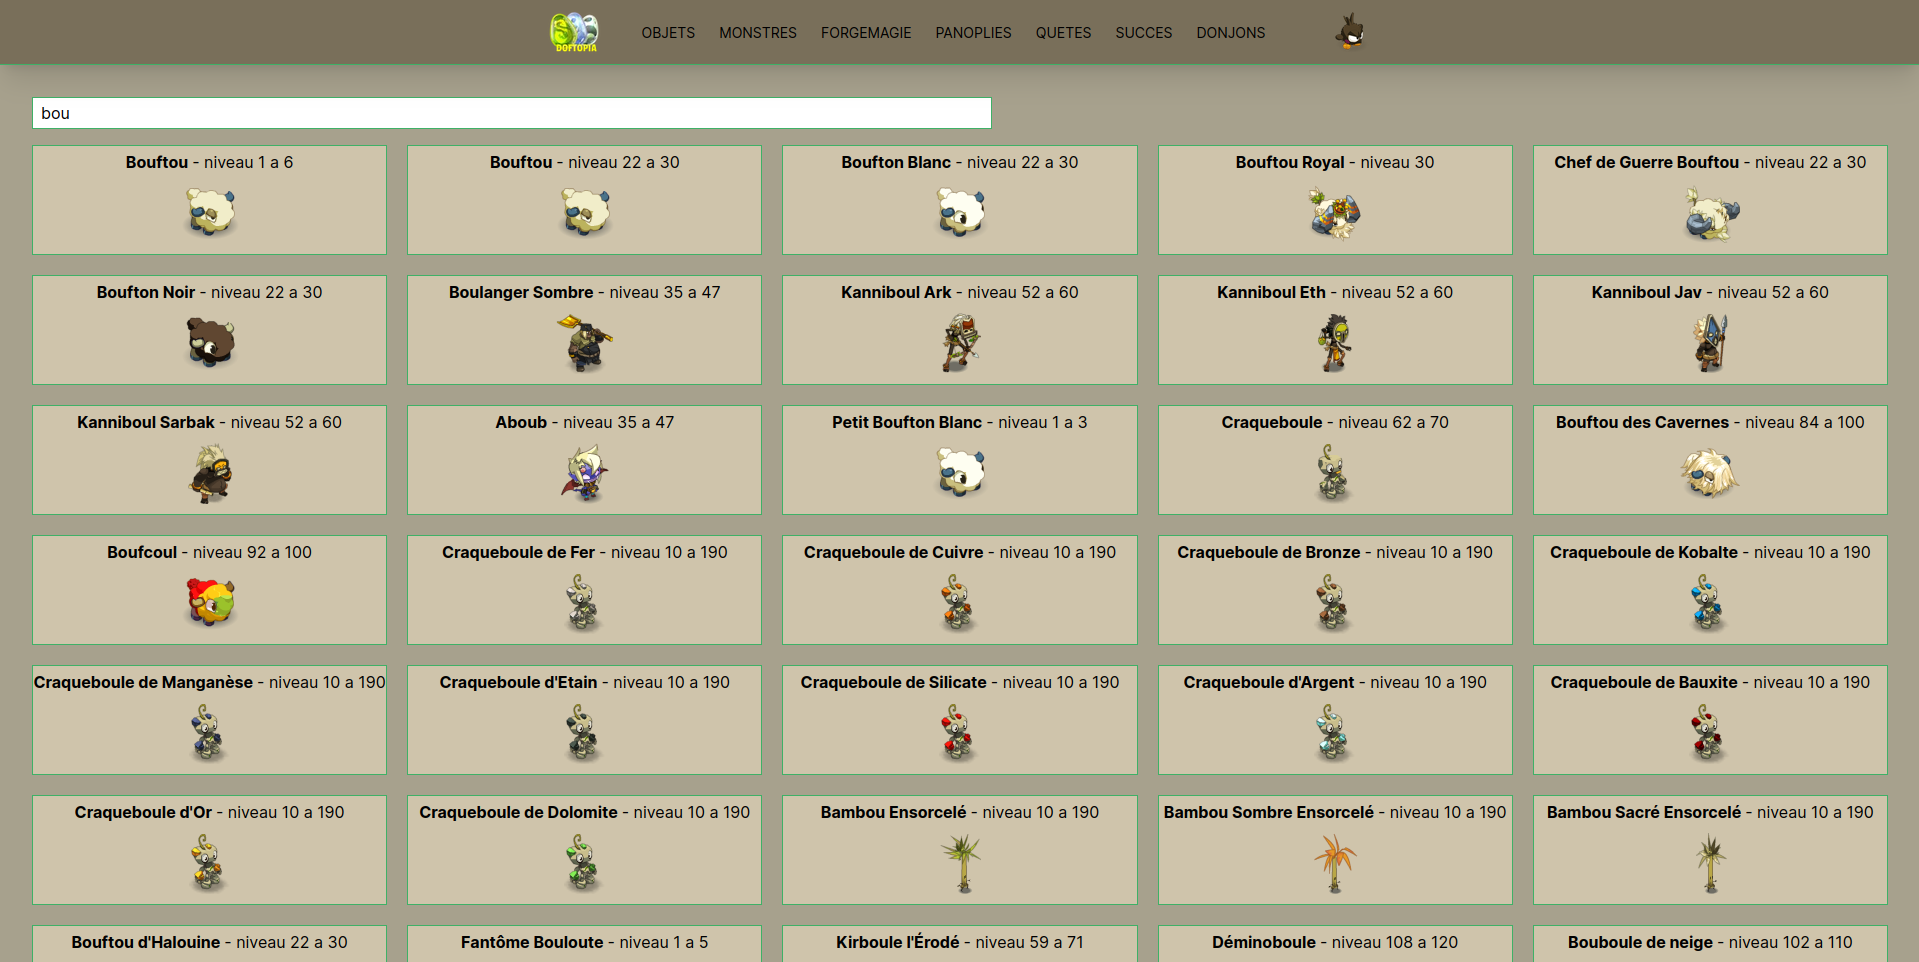 DOFTOPIA
OBJETS MONSTRES FORGEMAGIE PANOPLIES QUETES SUCCES DONJONS
bou
Bouftou - niveau 1 a 6
Bouftou - niveau 22 a 30
Boufton Blanc - niveau 22 a 30
Bouftou Royal - niveau 30
Chef de Guerre Bouftou - niveau 22 a 30
Boufton Noir - niveau 22 a 30
Boulanger Sombre - niveau 35 a 47
Kanniboul Ark - niveau 52 a 60
Kanniboul Eth - niveau 52 a 60
Kanniboul Jav - niveau 52 a 60
Kanniboul Sarbak - niveau 52 a 60
Aboub - niveau 35 a 47
Petit Boufton Blanc - niveau 1 a 3
Craqueboule - niveau 62 a 70
Bouftou des Cavernes - niveau 84 a 100
Boufcoul - niveau 92 a 100
Craqueboule de Fer - niveau 10 a 190
Craqueboule de Cuivre - niveau 10 a 190
Craqueboule de Bronze - niveau 10 a 190
Craqueboule de Kobalte - niveau 10 a 190
Craqueboule de Manganèse - niveau 10 a 190
Craqueboule d'Etain - niveau 10 a 190
Craqueboule de Silicate - niveau 10 a 190
Craqueboule d'Argent - niveau 10 a 190
Craqueboule de Bauxite - niveau 10 a 190
Craqueboule d'Or - niveau 10 a 190
Craqueboule de Dolomite - niveau 10 a 190
Bambou Ensorcelé - niveau 10 a 190
Bambou Sombre Ensorcelé - niveau 10 a 190
Bambou Sacré Ensorcelé - niveau 10 a 190
Bouftou d'Halouine - niveau 22 a 30
Fantôme Bouloute - niveau 1 a 5
Kirboule l'Érodé - niveau 59 a 71
Déminoboule - niveau 108 a 120
Bouboule de neige - niveau 102 a 110